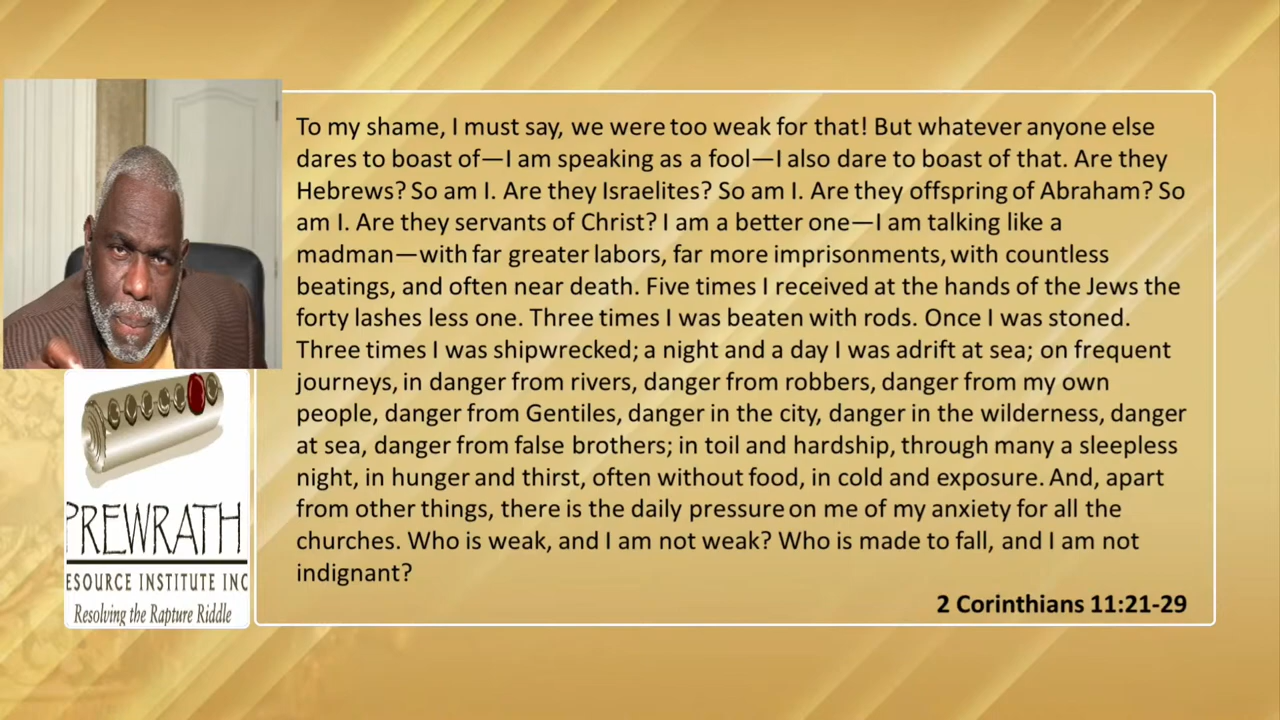 To my shame, I must say, we were too weak for that! But whatever anyone else
dares to boast of—I am speaking as a fool—I also dare to boast of that. Are they
Hebrews? So am I. Are they Israelites? So am I. Are they offspring of Abraham? So
am I. Are they servants of Christ? I am a better one—I am talking like a
madman—with far greater labors, far more imprisonments, with countless
beatings, and often near death. Five times I received at the hands of the Jews the
forty lashes less one. Three times I was beaten with rods. Once I was stoned.
Three times I was shipwrecked; a night and a day I was adrift at sea; on frequent
journeys, in danger from rivers, danger from robbers, danger from my own
people, danger from Gentiles, danger in the city, danger in the wilderness, danger
at sea, danger from false brothers; in toil and hardship, through many a sleepless
night, in hunger and thirst, often without food, in cold and exposure. And, apart
from other things, there is the daily pressure on me of my anxiety for all the
churches. Who is weak, and I am not weak? Who is made to fall, and I am not
indignant?
2 Corinthians 11:21-29
PREWRATH
ESOURCE INSTITUTE INC
Resolving the Rapture Riddle